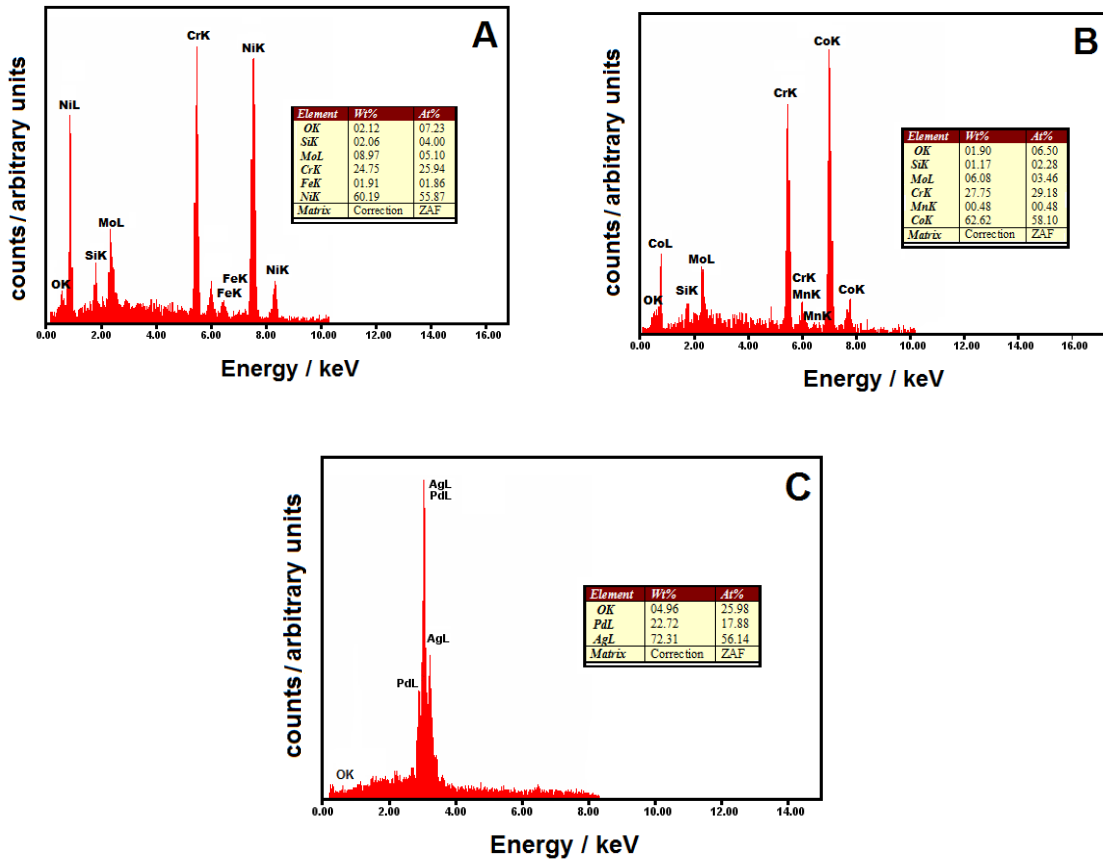 A
counts / arbitrary units
NiL
CrK
NiK
MoL
SiK
OK
FeK
FeK
NiK
Element Wt% At%
OK 02.12 07.23
SiK 02.06 04.00
MoL 08.97 05.10
CrK 24.75 25.94
FeK 01.91 01.86
NiK 60.19 55.87
Matrix Correction ZAF
0.00 2.00 4.00 6.00 8.00 10.00 12.00 14.00 16.00
Energy / keV
B
counts / arbitrary units
CoK
CrK
CoL
MoL
SiK
OK
CrK
MnK
MnK
CoK
Element Wt% At%
OK 01.90 06.50
SiK 01.17 02.28
MoL 06.08 03.46
CrK 27.75 29.18
MnK 00.48 00.48
CoK 62.62 58.10
Matrix Correction ZAF
0.00 2.00 4.00 6.00 8.00 10.00 12.00 14.00 16.00
Energy / keV
C
counts / arbitrary units
AgL
PdL
AgL
PdL
OK
Element Wt% At%
OK 04.96 25.98
PdL 22.72 17.88
AgL 72.31 56.14
Matrix Correction ZAF
0.00 2.00 4.00 6.00 8.00 10.00 12.00 14.00
Energy / keV